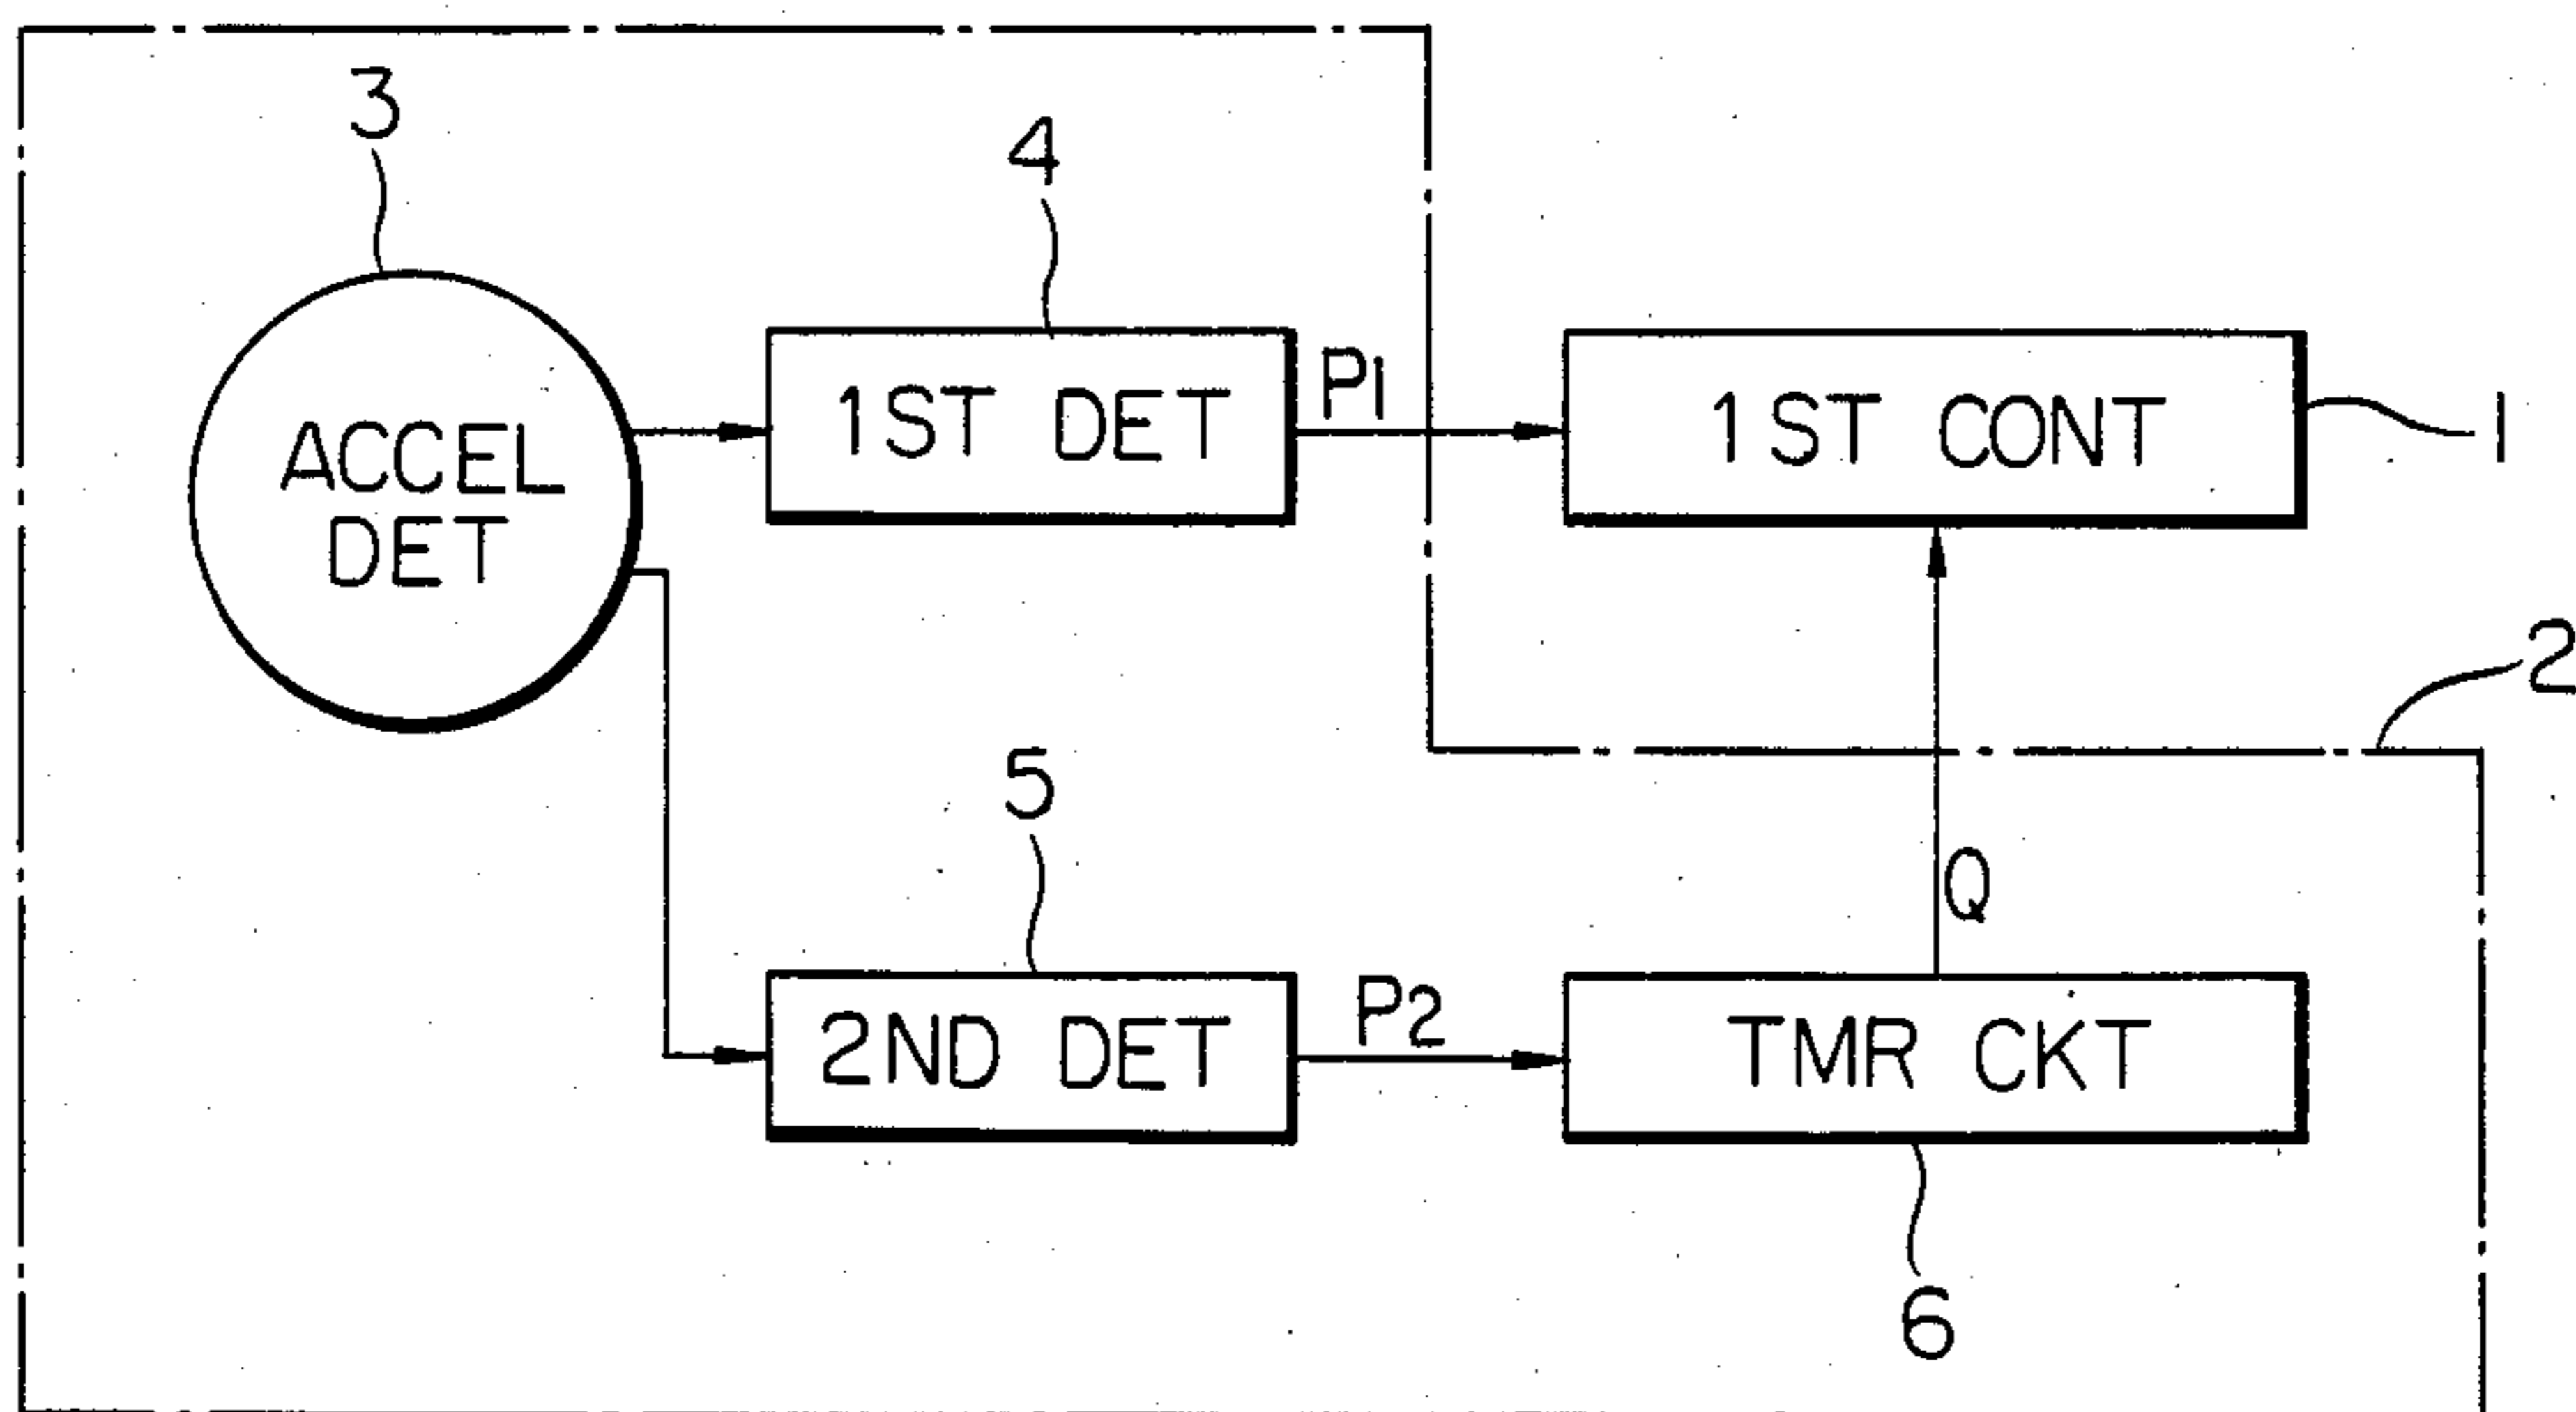 3
4
ACCEL
DET
1ST DET
P1
1ST CONT
1
2
5
Q
2ND DET
P2
TMR CKT
6